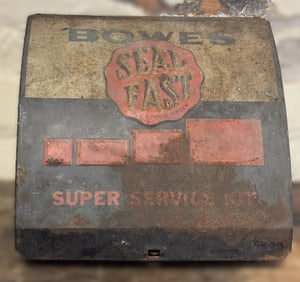 BOWES
SEAL
FAST
SUPER SERVICE KIT